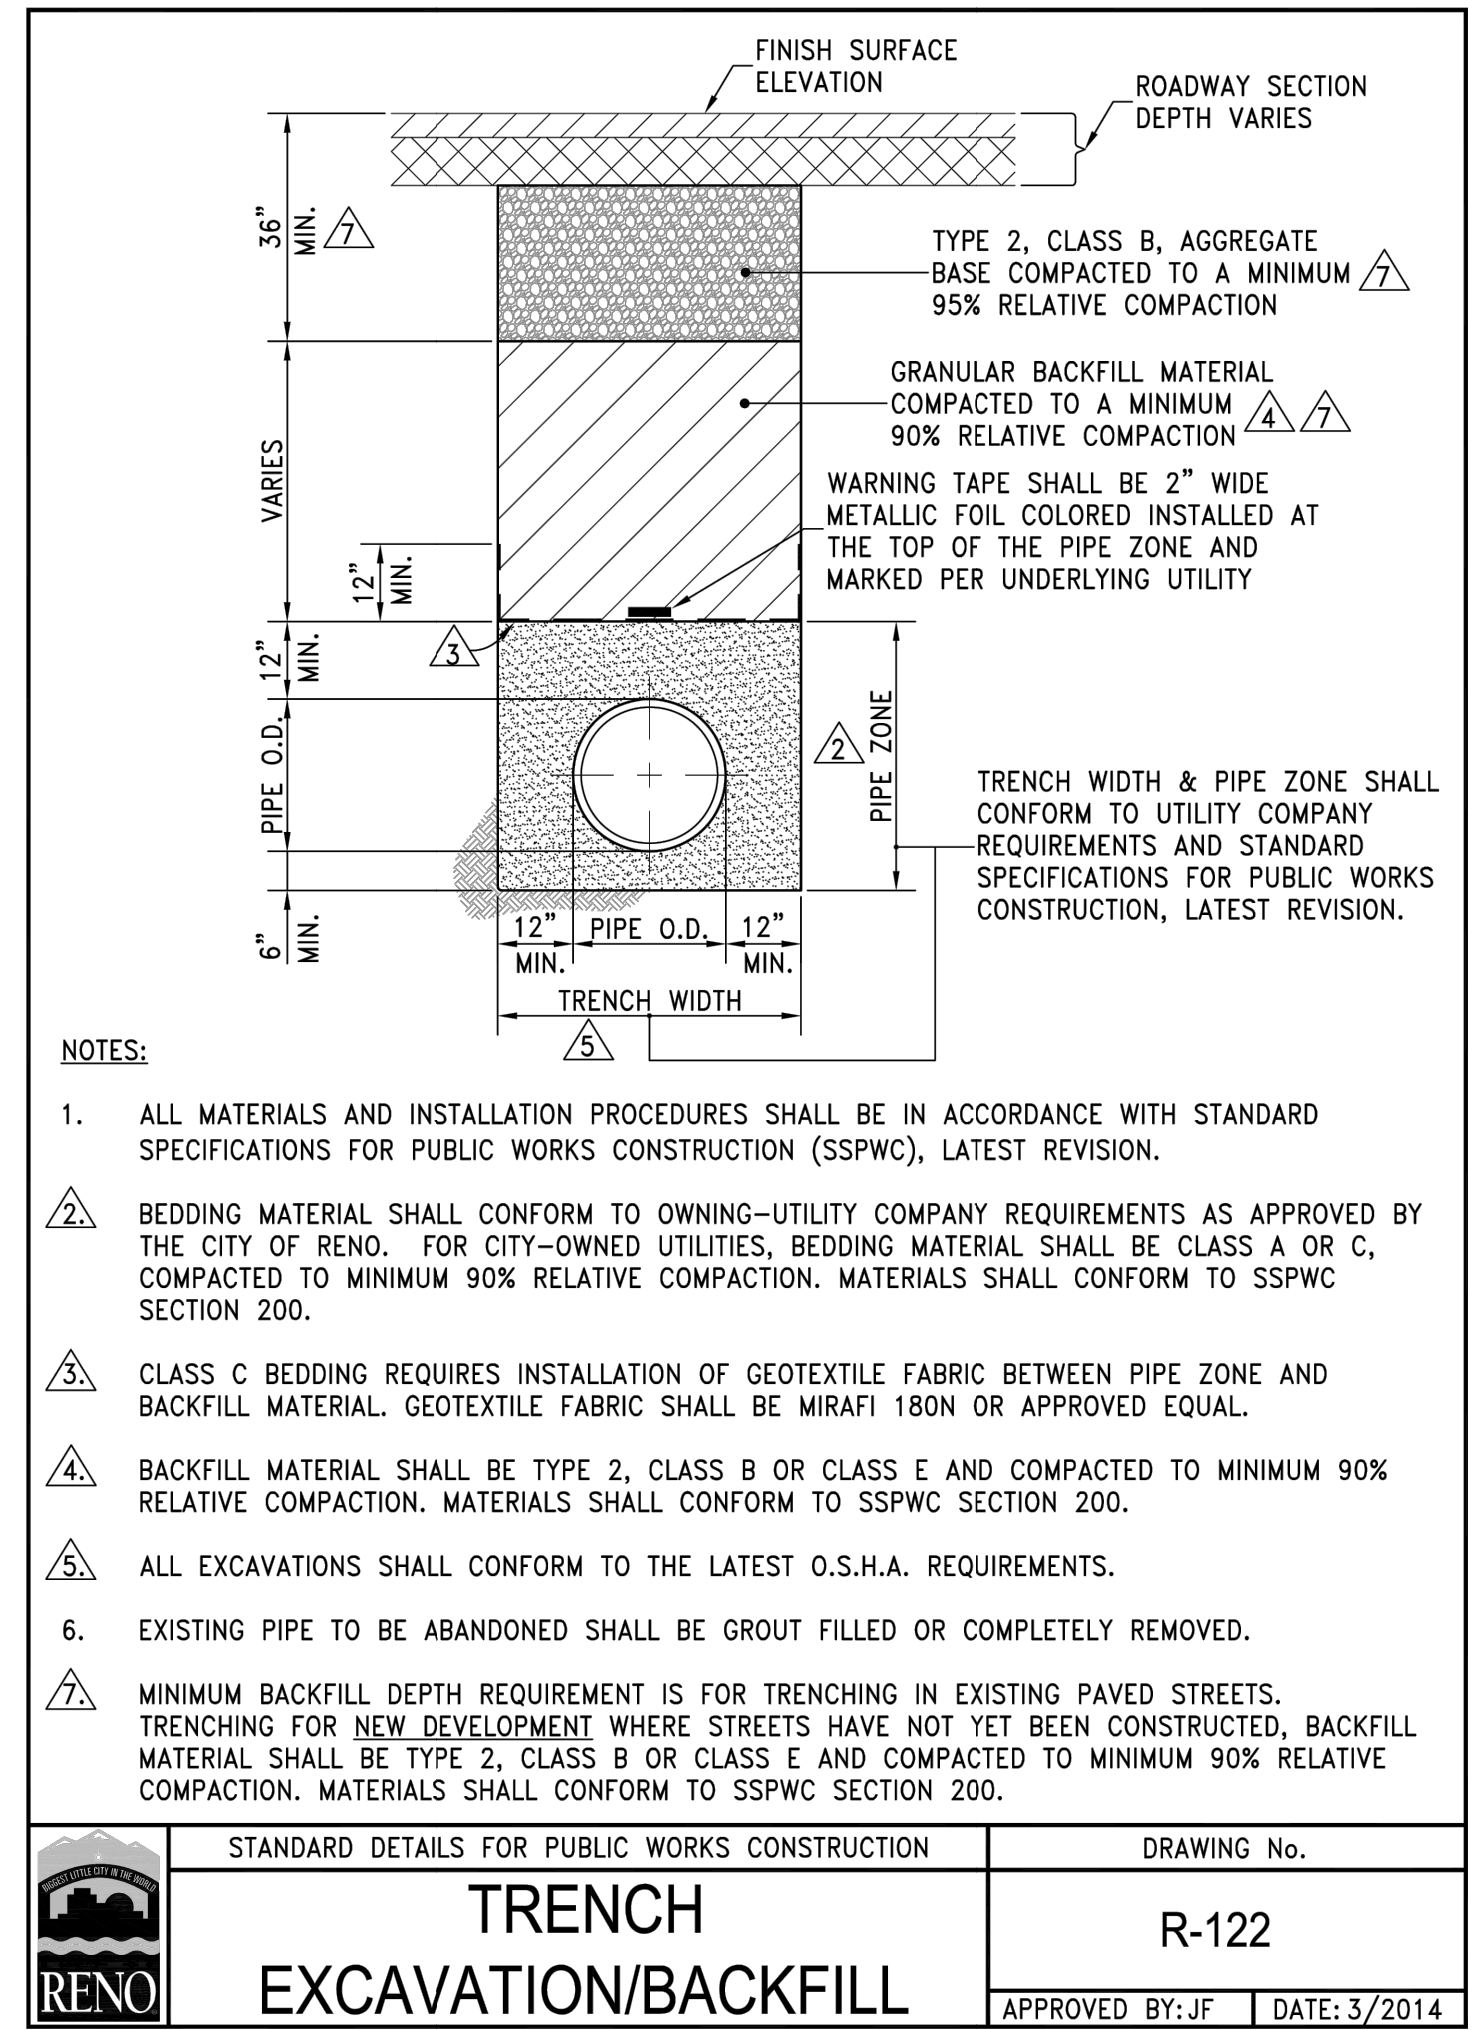 FINISH SURFACE
ELEVATION
ROADWAY SECTION
DEPTH VARIES
36"
MIN.
7
TYPE 2, CLASS B, AGGREGATE
BASE COMPACTED TO A MINIMUM
95% RELATIVE COMPACTION
7
GRANULAR BACKFILL MATERIAL
COMPACTED TO A MINIMUM
90% RELATIVE COMPACTION
4
7
VARIES
12"
MIN.
WARNING TAPE SHALL BE 2" WIDE
METALLIC FOIL COLORED INSTALLED AT
THE TOP OF THE PIPE ZONE AND
MARKED PER UNDERLYING UTILITY
3
12"
MIN.
PIPE O.D.
2
PIPE ZONE
TRENCH WIDTH & PIPE ZONE SHALL
CONFORM TO UTILITY COMPANY
REQUIREMENTS AND STANDARD
SPECIFICATIONS FOR PUBLIC WORKS
CONSTRUCTION, LATEST REVISION.
6"
MIN.
12"
MIN.
PIPE O.D.
12"
MIN.
TRENCH WIDTH
5
NOTES:
1. ALL MATERIALS AND INSTALLATION PROCEDURES SHALL BE IN ACCORDANCE WITH STANDARD
SPECIFICATIONS FOR PUBLIC WORKS CONSTRUCTION (SSPWC), LATEST REVISION.
2. BEDDING MATERIAL SHALL CONFORM TO OWNING-UTILITY COMPANY REQUIREMENTS AS APPROVED BY
THE CITY OF RENO. FOR CITY-OWNED UTILITIES, BEDDING MATERIAL SHALL BE CLASS A OR C,
COMPACTED TO MINIMUM 90% RELATIVE COMPACTION. MATERIALS SHALL CONFORM TO SSPWC
SECTION 200.
3. CLASS C BEDDING REQUIRES INSTALLATION OF GEOTEXTILE FABRIC BETWEEN PIPE ZONE AND
BACKFILL MATERIAL. GEOTEXTILE FABRIC SHALL BE MIRAFI 180N OR APPROVED EQUAL.
4. BACKFILL MATERIAL SHALL BE TYPE 2, CLASS B OR CLASS E AND COMPACTED TO MINIMUM 90%
RELATIVE COMPACTION. MATERIALS SHALL CONFORM TO SSPWC SECTION 200.
5. ALL EXCAVATIONS SHALL CONFORM TO THE LATEST O.S.H.A. REQUIREMENTS.
6. EXISTING PIPE TO BE ABANDONED SHALL BE GROUT FILLED OR COMPLETELY REMOVED.
7. MINIMUM BACKFILL DEPTH REQUIREMENT IS FOR TRENCHING IN EXISTING PAVED STREETS.
TRENCHING FOR NEW DEVELOPMENT WHERE STREETS HAVE NOT YET BEEN CONSTRUCTED, BACKFILL
MATERIAL SHALL BE TYPE 2, CLASS B OR CLASS E AND COMPACTED TO MINIMUM 90% RELATIVE
COMPACTION. MATERIALS SHALL CONFORM TO SSPWC SECTION 200.
BIGGEST LITTLE CITY IN THE WORLD
RENO
STANDARD DETAILS FOR PUBLIC WORKS CONSTRUCTION
TRENCH
EXCAVATION/BACKFILL
DRAWING No.
R-122
APPROVED BY: JF
DATE: 3/2014